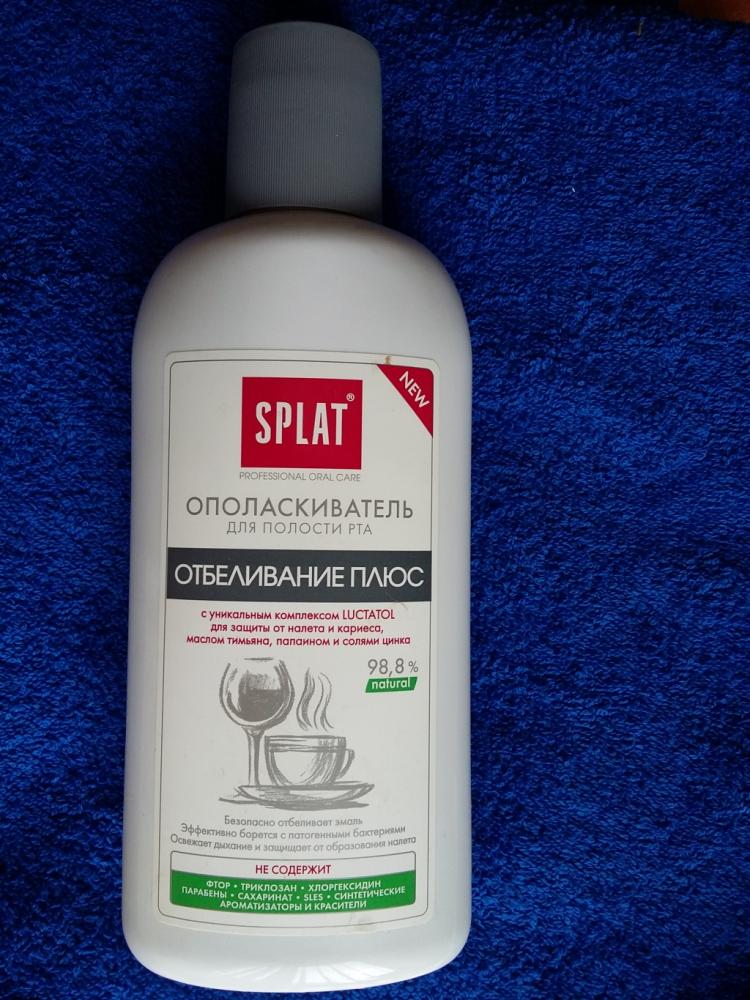 NEW
SPLAT®
PROFESSIONAL ORAL CARE
ОПОЛАСКИВАТЕЛЬ
ДЛЯ ПОЛОСТИ РТА
ОТБЕЛИВАНИЕ ПЛЮС
с уникальным комплексом LUCTATOL
для защиты от налета и кариеса,
маслом тимьяна, папаином и солями цинка
98,8%
natural
Безопасно отбеливает эмаль
Эффективно борется с патогенными бактериями
Освежает дыхание и защищает от образования налета
НЕ СОДЕРЖИТ
ФТОР • ТРИКЛОЗАН • ХЛОРГЕКСИДИН
ПАРАБЕНЫ • САХАРИНАТ • SLES • СИНТЕТИЧЕСКИЕ
АРОМАТИЗАТОРЫ И КРАСИТЕЛИ